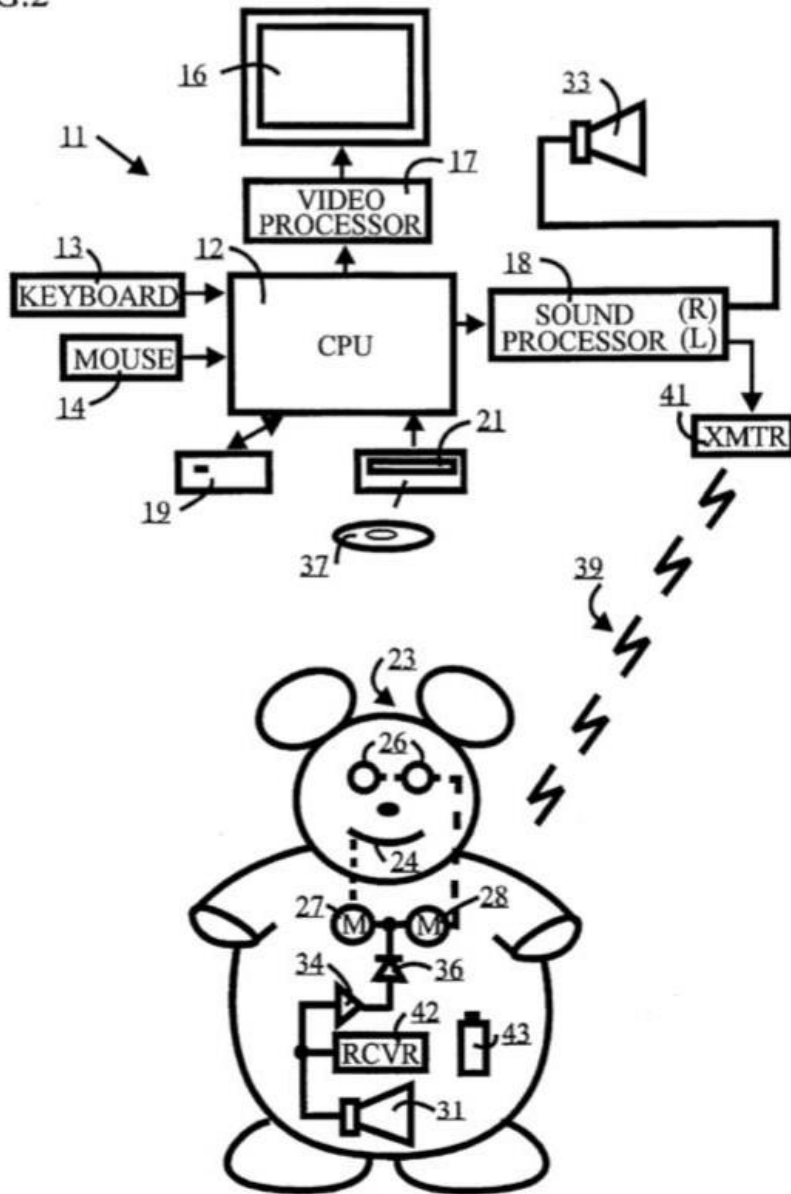 G.2
16
33
11
17
VIDEO
PROCESSOR
13
12
18
KEYBOARD
CPU
SOUND (R)
PROCESSOR (L)
MOUSE
14
41
XMTR
21
19
37
39
23
26
24
27
M
M
28
34
36
42
43
RCVR
31